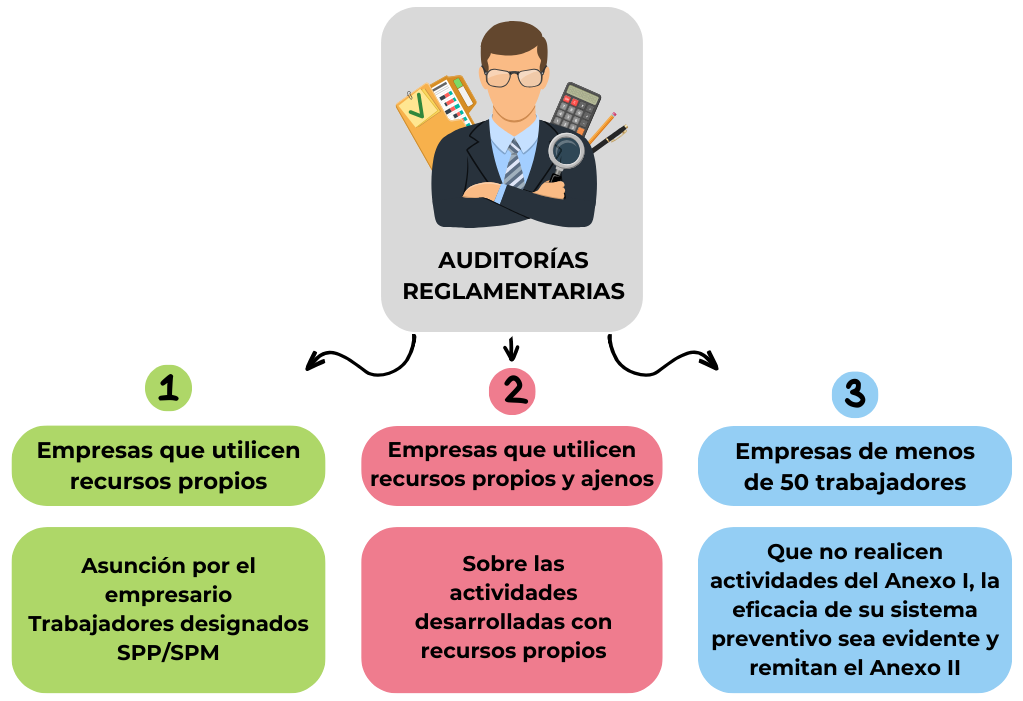 AUDITORÍAS
REGLAMENTARIAS
1
Empresas que utilicen
recursos propios
Asunción por el
empresario
Trabajadores designados
SPP/SPM
2
Empresas que utilicen
recursos propios y ajenos
Sobre las
actividades
desarrolladas con
recursos propios
3
Empresas de menos
de 50 trabajadores
Que no realicen
actividades del Anexo I, la
eficacia de su sistema
preventivo sea evidente y
remitan el Anexo II